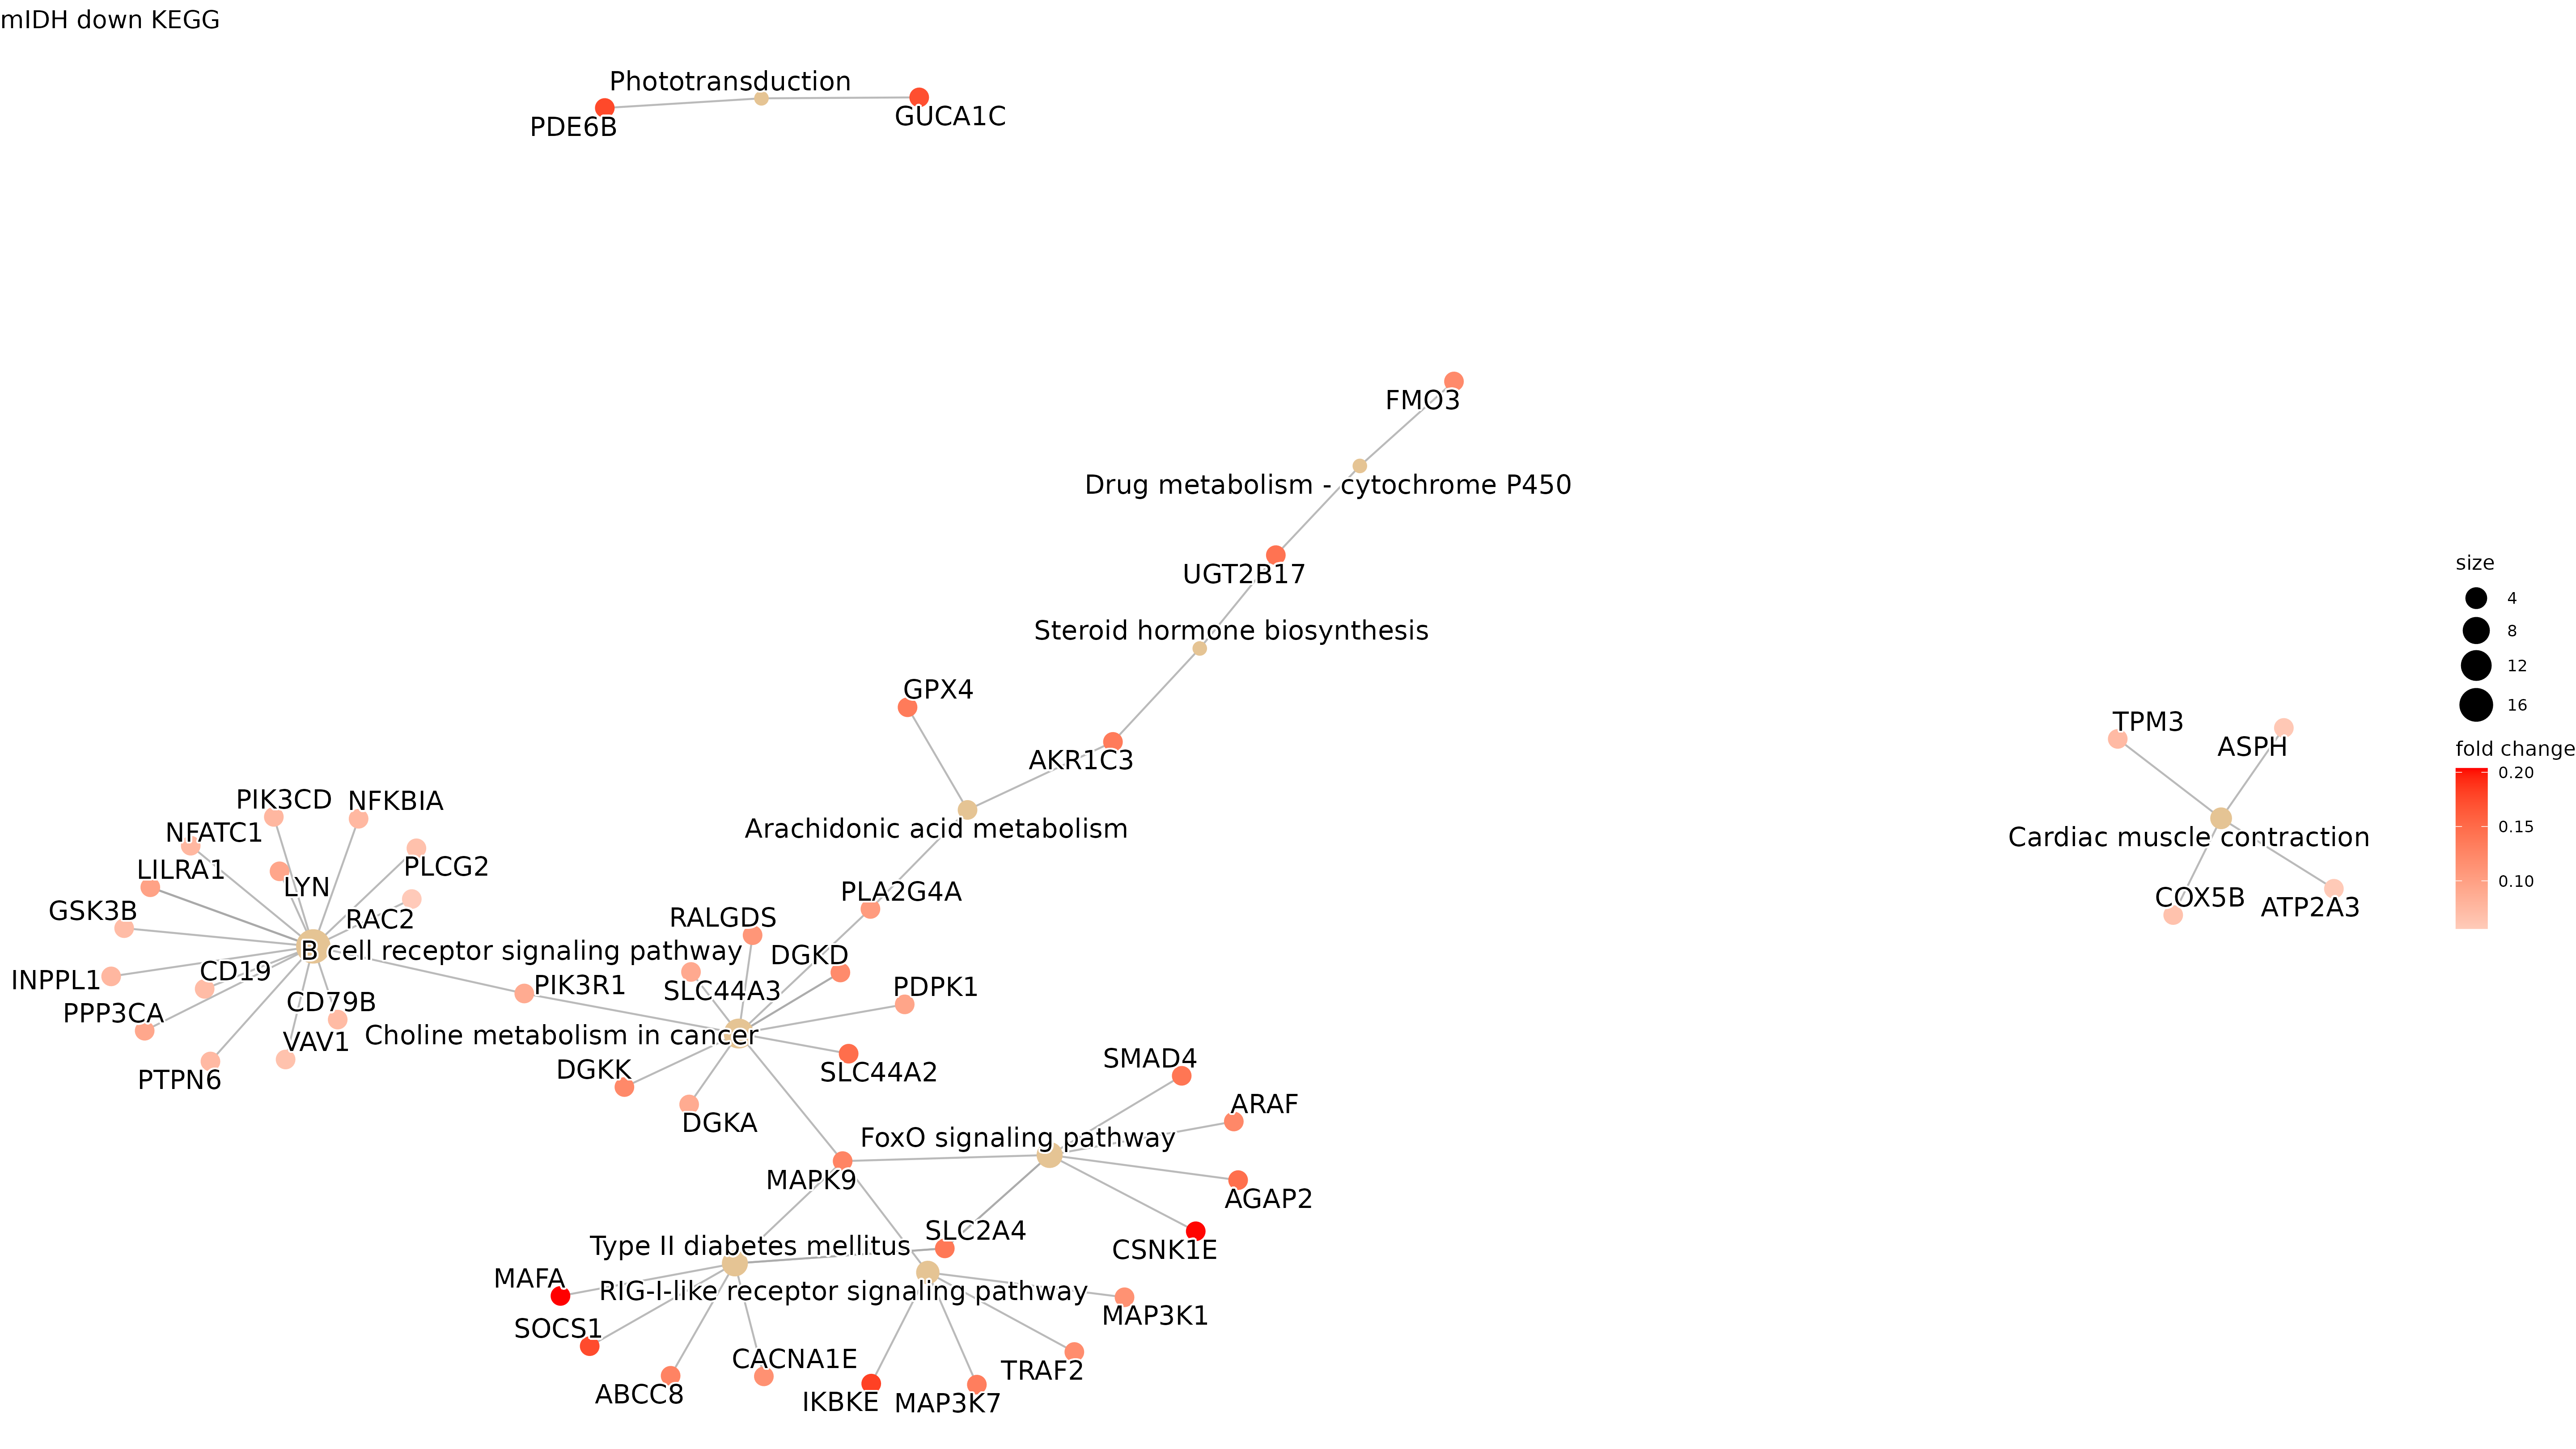 mIDH down KEGG
Phototransduction
PDE6B
GUCA1C
FMO3
Drug metabolism - cytochrome P450
UGT2B17
Steroid hormone biosynthesis
GPX4
AKR1C3
Arachidonic acid metabolism
PLA2G4A
PIK3CD
NFKBIA
NFATC1
LILRA1
LYN
PLCG2
GSK3B
RAC2
B cell receptor signaling pathway
INPPL1
CD19
PPP3CA
CD79B
VAV1
PTPN6
PIK3R1
RALGDS
DGKD
SLC44A3
PDPK1
Choline metabolism in cancer
DGKK
SLC44A2
DGKA
MAPK9
SMAD4
ARAF
FoxO signaling pathway
AGAP2
SLC2A4
CSNK1E
Type II diabetes mellitus
MAFA
RIG-I-like receptor signaling pathway
MAP3K1
SOCS1
CACNA1E
TRAF2
ABCC8
IKBKE
MAP3K7
TPM3
ASPH
Cardiac muscle contraction
COX5B
ATP2A3
size
4
8
12
16
fold change
0.20
0.15
0.10